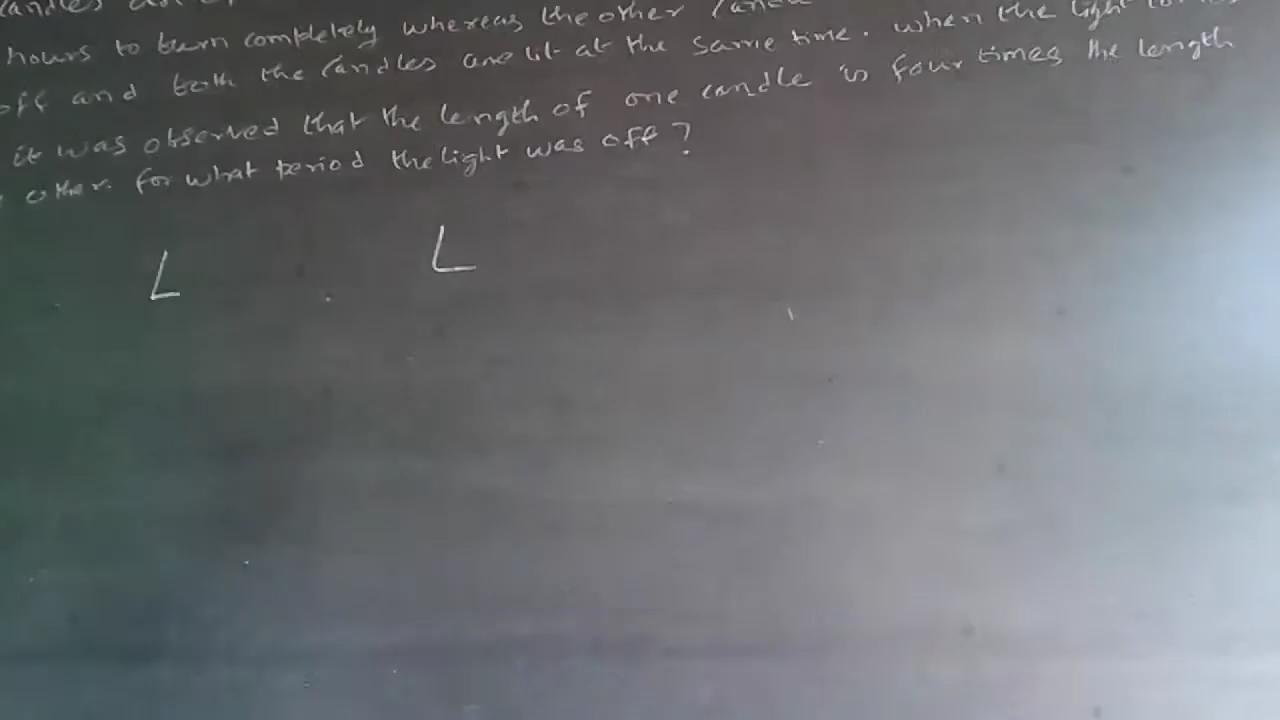 candles
hours to burn completely whereas the other
off and both the candles are lit at the same time. when the light
it was observed that the length of one candle is four times the length
other. for what period the light was off?
L L